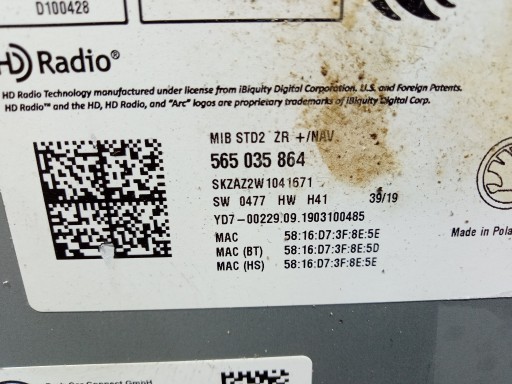 D100428
HD Radio®
HD Radio Technology manufactured under license from iBiquity Digital Corporation. U.S. and Foreign Patents.
HD Radio™ and the HD, HD Radio, and “Arc” logos are proprietary trademarks of iBiquity Digital Corp.
MIB STD2 ZR +/NAV
565 035 864
SKZAZ2W1041671
SW 0477 HW H41 39/19
YD7-00229.09.1903100485
MAC 58:16:D7:3F:8E:5E
MAC (BT) 58:16:D7:3F:8E:5D
MAC (HS) 58:16:D7:3F:8E:5E
Made in